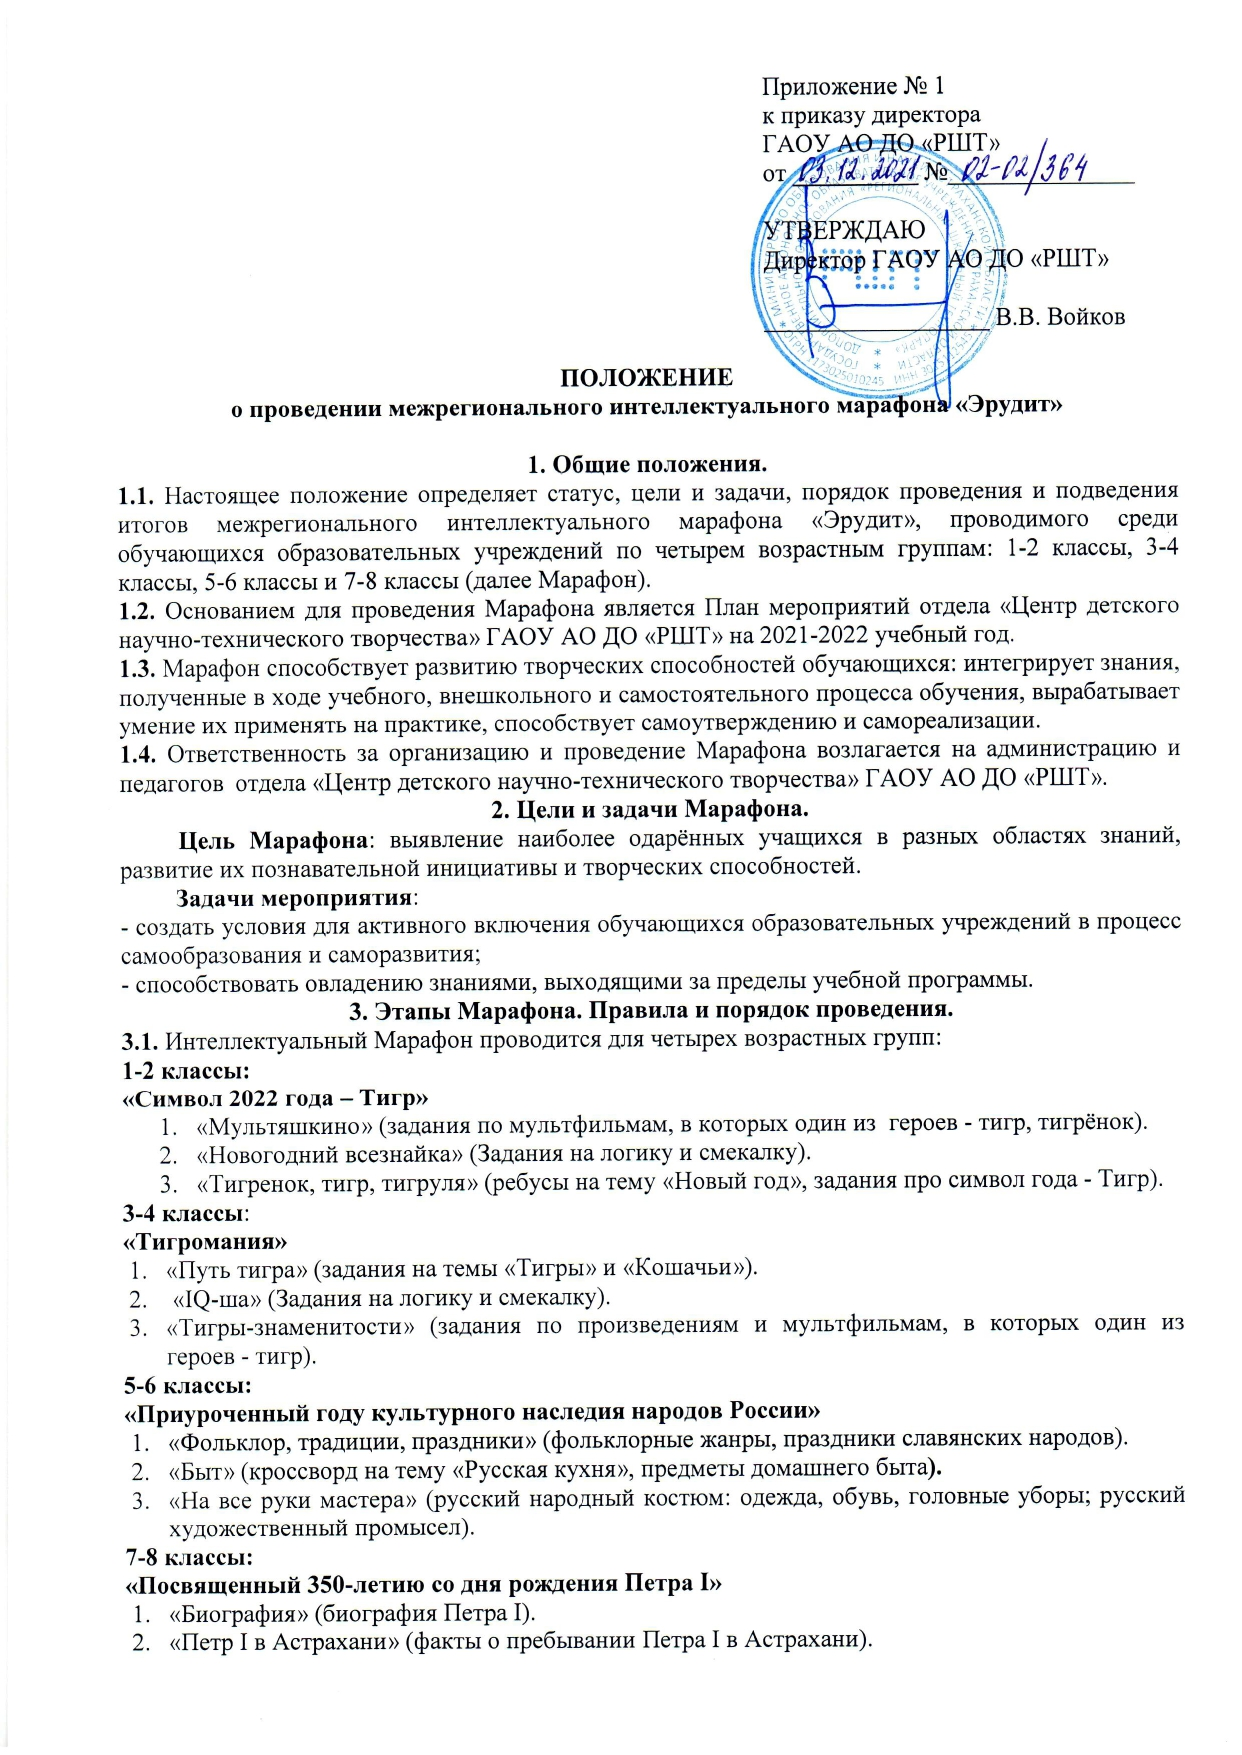 Приложение № 1
к приказу директора
ГАОУ АО ДО «РШТ»
от 03.12.2021 № 02-02/364
УТВЕРЖДАЮ
Директор ГАОУ АО ДО «РШТ»
В.В. Войков
ПОЛОЖЕНИЕ
о проведении межрегионального интеллектуального марафона «Эрудит»
1. Общие положения.
1.1. Настоящее положение определяет статус, цели и задачи, порядок проведения и подведения
итогов межрегионального интеллектуального марафона «Эрудит», проводимого среди
обучающихся образовательных учреждений по четырем возрастным группам: 1-2 классы, 3-4
классы, 5-6 классы и 7-8 классы (далее Марафон).
1.2. Основанием для проведения Марафона является План мероприятий отдела «Центр детского
научно-технического творчества» ГАОУ АО ДО «РШТ» на 2021-2022 учебный год.
1.3. Марафон способствует развитию творческих способностей обучающихся: интегрирует знания,
полученные в ходе учебного, внешкольного и самостоятельного процесса обучения, вырабатывает
умение их применять на практике, способствует самоутверждению и самореализации.
1.4. Ответственность за организацию и проведение Марафона возлагается на администрацию и
педагогов отдела «Центр детского научно-технического творчества» ГАОУ АО ДО «РШТ».
2. Цели и задачи Марафона.
Цель Марафона: выявление наиболее одарённых учащихся в разных областях знаний,
развитие их познавательной инициативы и творческих способностей.
Задачи мероприятия:
- создать условия для активного включения обучающихся образовательных учреждений в процесс
самообразования и саморазвития;
- способствовать овладению знаниями, выходящими за пределы учебной программы.
3. Этапы Марафона. Правила и порядок проведения.
3.1. Интеллектуальный Марафон проводится для четырех возрастных групп:
1-2 классы:
«Символ 2022 года – Тигр»
1. «Мультяшкино» (задания по мультфильмам, в которых один из героев - тигр, тигрёнок).
2. «Новогодний всезнайка» (Задания на логику и смекалку).
3. «Тигренок, тигр, тигруля» (ребусы на тему «Новый год», задания про символ года - Тигр).
3-4 классы:
«Тигромания»
1. «Путь тигра» (задания на темы «Тигры» и «Кошачьи»).
2. «IQ-ша» (Задания на логику и смекалку).
3. «Тигры-знаменитости» (задания по произведениям и мультфильмам, в которых один из
героев - тигр).
5-6 классы:
«Приуроченный году культурного наследия народов России»
1. «Фольклор, традиции, праздники» (фольклорные жанры, праздники славянских народов).
2. «Быт» (кроссворд на тему «Русская кухня», предметы домашнего быта).
3. «На все руки мастера» (русский народный костюм: одежда, обувь, головные уборы; русский
художественный промысел).
7-8 классы:
«Посвященный 350-летию со дня рождения Петра I»
1. «Биография» (биография Петра I).
2. «Петр I в Астрахани» (факты о пребывании Петра I в Астрахани).